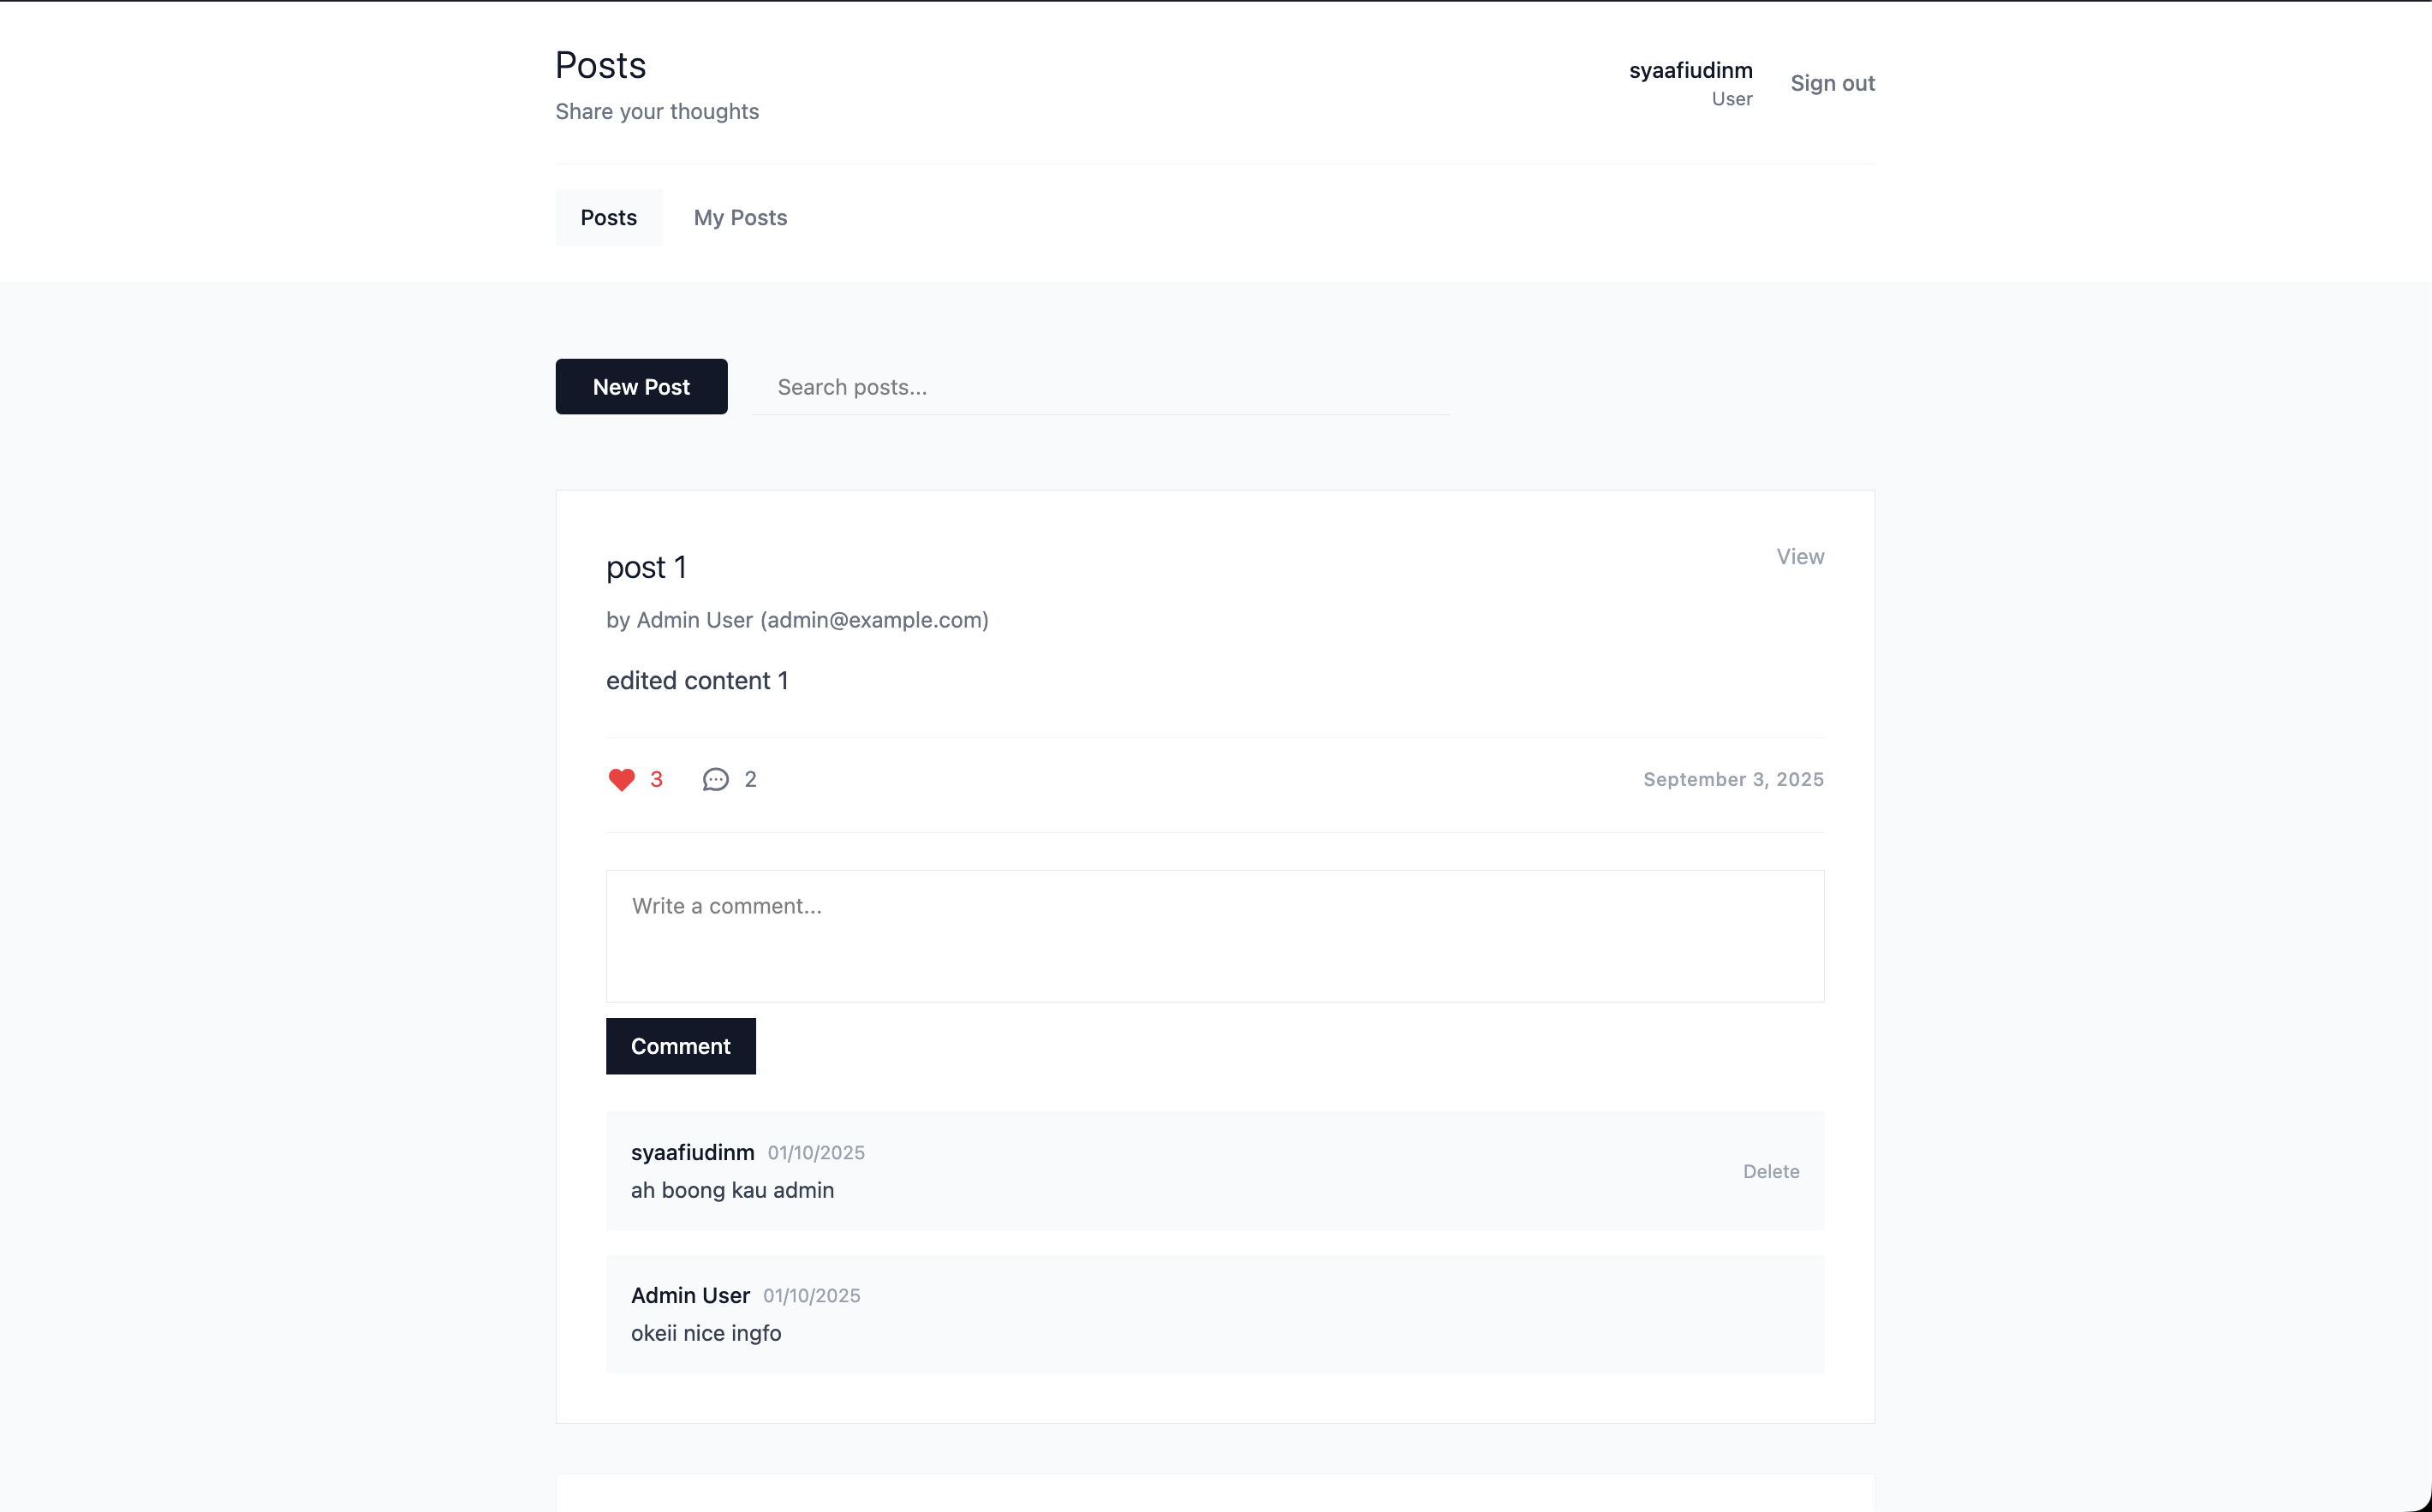 Posts
Share your thoughts
syaafiudinm
User
Sign out
Posts
My Posts
New Post
Search posts...
post 1
View
by Admin User (admin@example.com)
edited content 1
3
2
September 3, 2025
Write a comment...
Comment
syaafiudinm 01/10/2025
ah boong kau admin
Delete
Admin User 01/10/2025
okeii nice ingfo